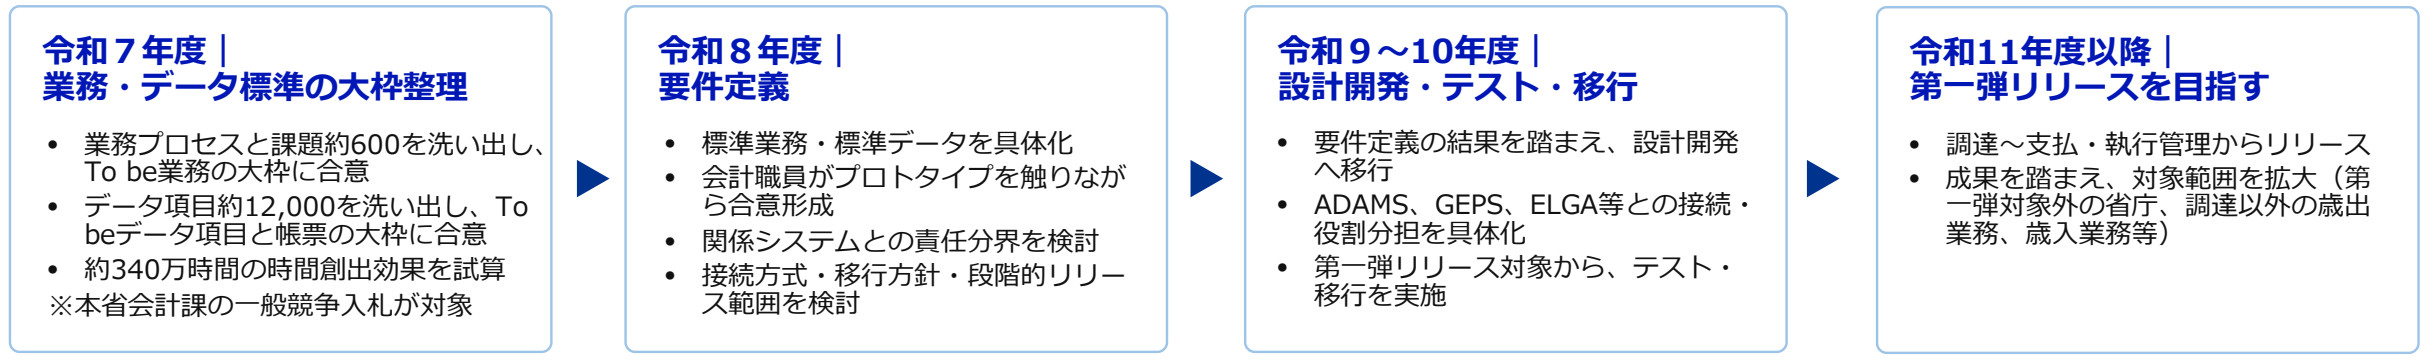 令和７年度｜
業務・データ標準の大枠整理
• 業務プロセスと課題約600を洗い出し、
To be業務の大枠に合意
• データ項目約12,000を洗い出し、To
beデータ項目と帳票の大枠に合意
• 約340万時間の時間創出効果を試算
※本省会計課の一般競争入札が対象
令和８年度｜
要件定義
• 標準業務・標準データを具体化
• 会計職員がプロトタイプを触りなが
ら合意形成
• 関係システムとの責任分界を検討
• 接続方式・移行方針・段階的リリー
ス範囲を検討
令和９～10年度｜
設計開発・テスト・移行
• 要件定義の結果を踏まえ、設計開発
へ移行
• ADAMS、GEPS、ELGA等との接続・
役割分担を具体化
• 第一弾リリース対象から、テスト・
移行を実施
令和11年度以降｜
第一弾リリースを目指す
• 調達～支払・執行管理からリリース
• 成果を踏まえ、対象範囲を拡大（第
一弾対象外の省庁、調達以外の歳出
業務、歳入業務等）